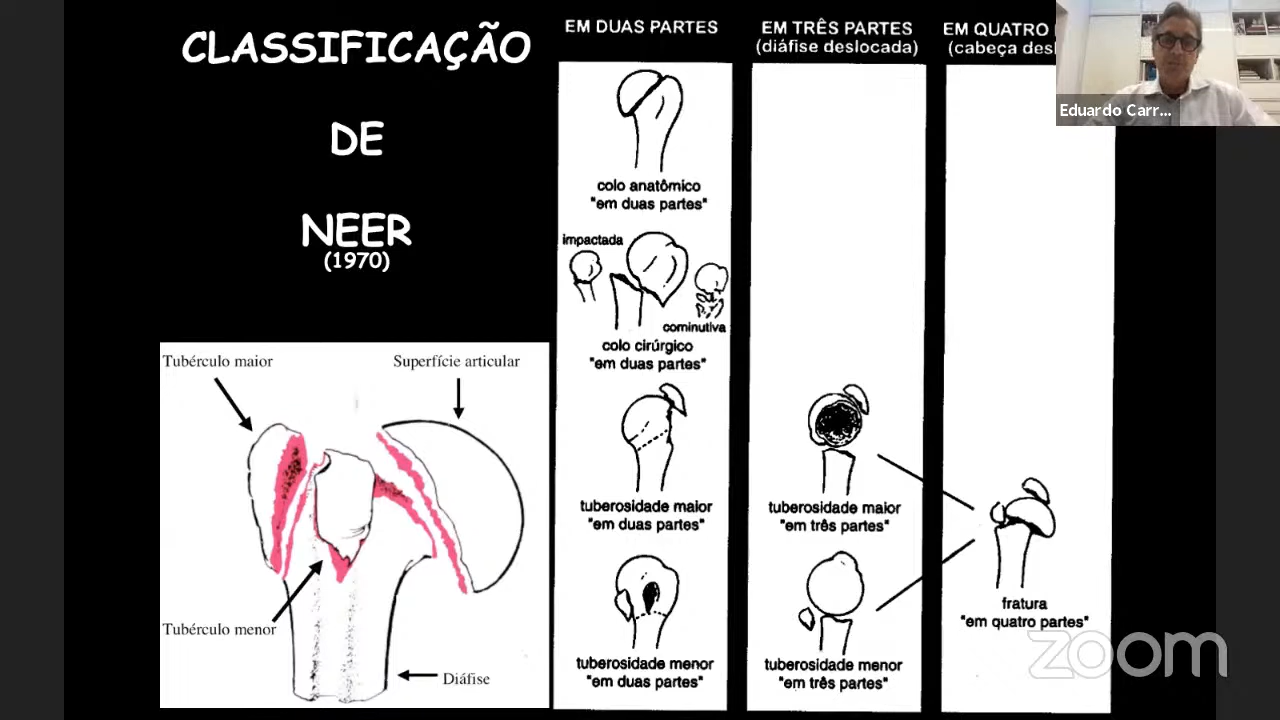 CLASSIFICAÇÃO
DE
NEER
(1970)
Tubérculo maior
Superfície articular
Tubérculo menor
Diáfise
EM DUAS PARTES
colo anatômico
"em duas partes"
impactada
cominutiva
colo cirúrgico
"em duas partes"
tuberosidade maior
"em duas partes"
tuberosidade menor
"em duas partes"
EM TRÊS PARTES
(diáfise deslocada)
tuberosidade maior
"em três partes"
tuberosidade menor
"em três partes"
EM QUATRO
(cabeça
fratura
"em quatro partes"
Eduardo Carr...
zoom